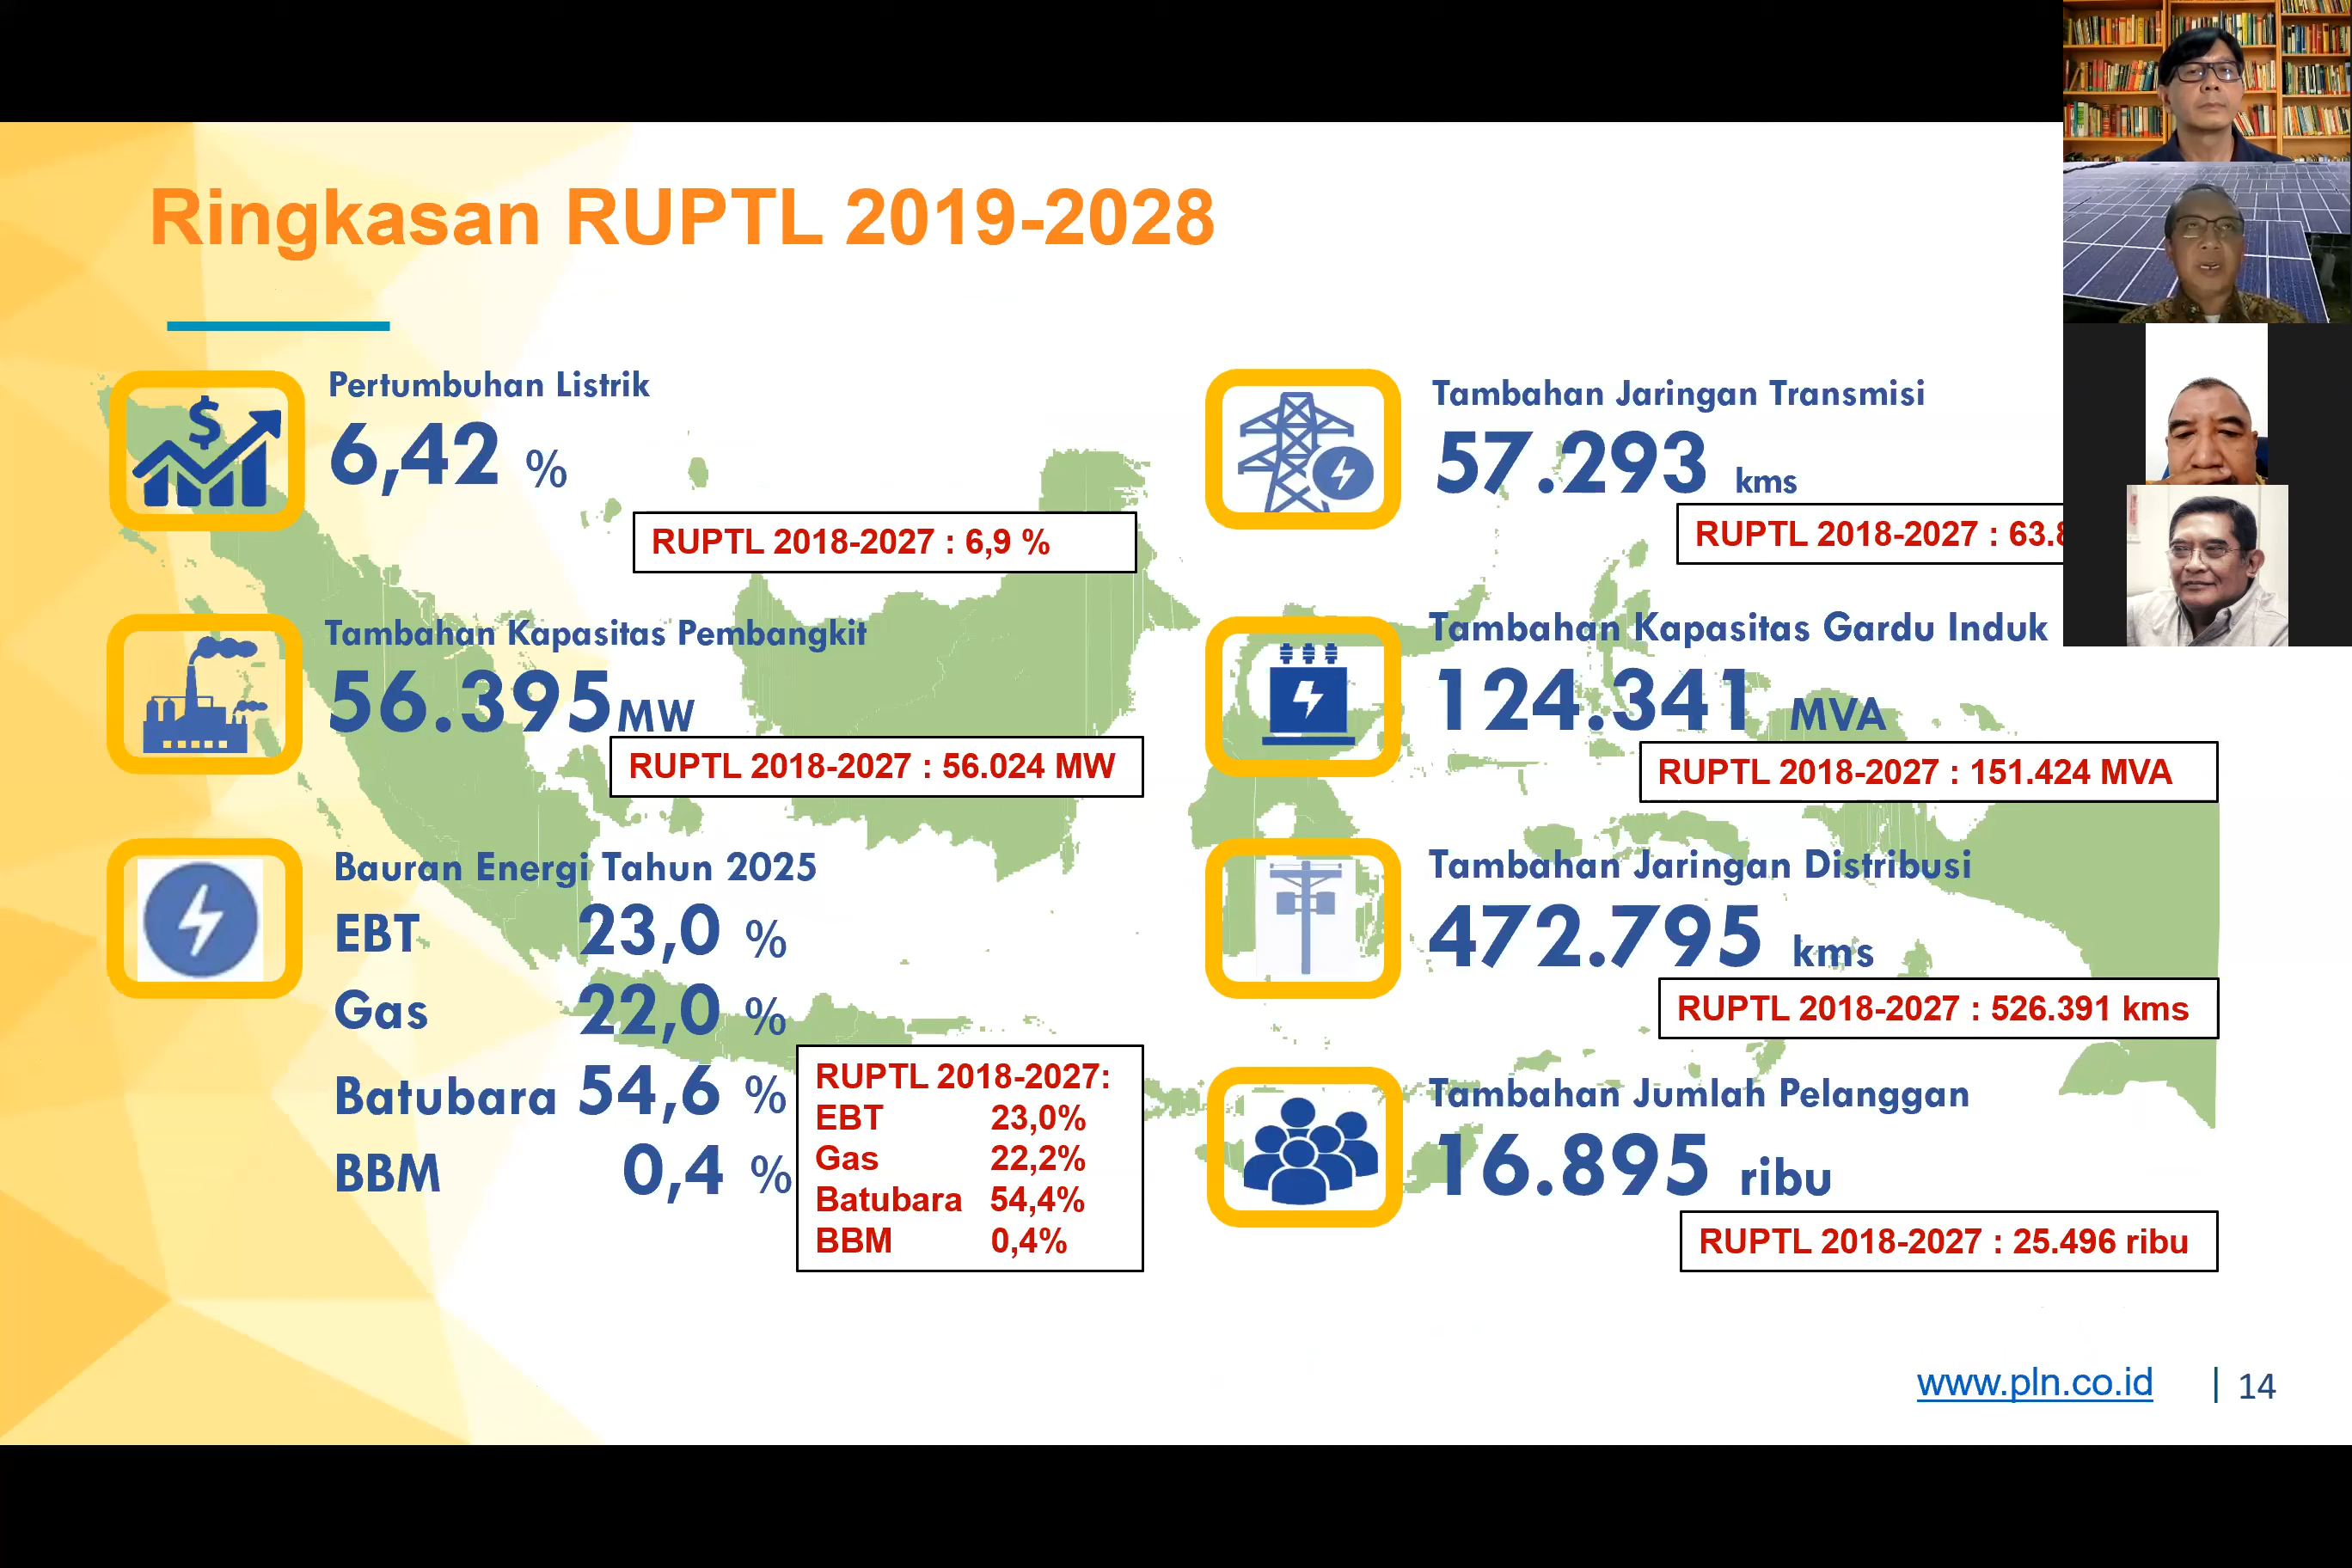 Ringkasan RUPTL 2019-2028
Pertumbuhan Listrik
6,42 %
RUPTL 2018-2027 : 6,9 %
Tambahan Kapasitas Pembangkit
56.395 MW
RUPTL 2018-2027 : 56.024 MW
Bauran Energi Tahun 2025
EBT 23,0 %
Gas 22,0 %
Batubara 54,6 %
BBM 0,4 %
RUPTL 2018-2027:
EBT 23,0%
Gas 22,2%
Batubara 54,4%
BBM 0,4%
Tambahan Jaringan Transmisi
57.293 kms
RUPTL 2018-2027 :
Tambahan Kapasitas Gardu Induk
124.341 MVA
RUPTL 2018-2027 : 151.424 MVA
Tambahan Jaringan Distribusi
472.795 kms
RUPTL 2018-2027 : 526.391 kms
Tambahan Jumlah Pelanggan
16.895 ribu
RUPTL 2018-2027 : 25.496 ribu
www.pln.co.id | 14